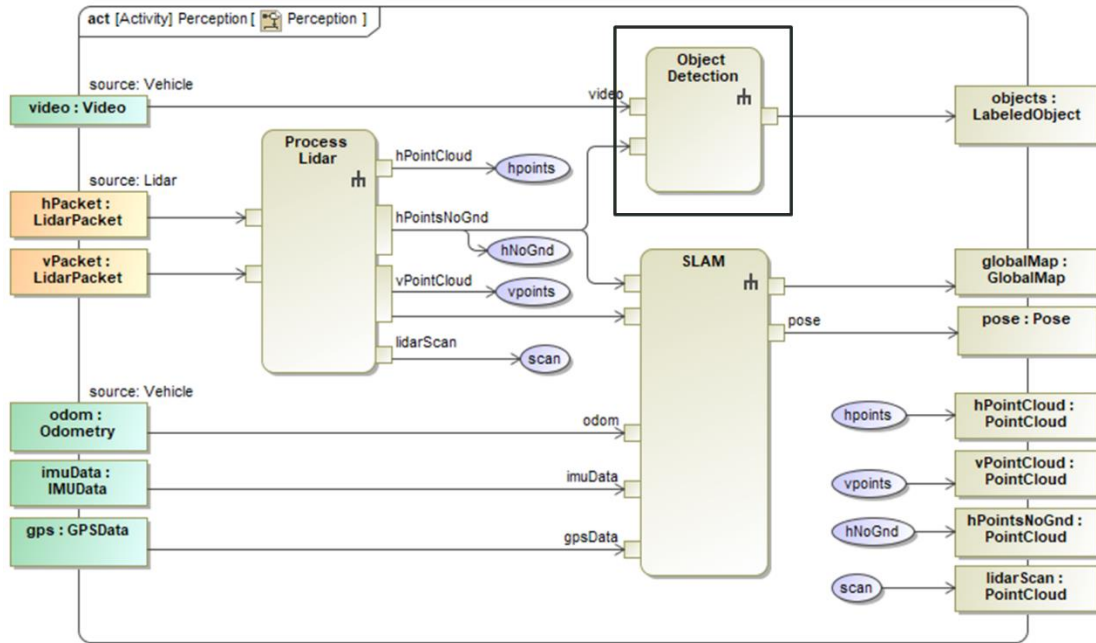 act [Activity] Perception [ Perception ]
source: Vehicle
video : Video
video
Object
Detection
objects :
LabeledObject
source: Lidar
hPacket :
LidarPacket
vPacket :
LidarPacket
Process
Lidar
hPointCloud
hpoints
hPointsNoGnd
hNoGnd
vPointCloud
vpoints
lidarScan
scan
SLAM
globalMap :
GlobalMap
pose
pose : Pose
source: Vehicle
odom :
Odometry
odom
imuData :
IMUData
imuData
gps : GPSData
gpsData
hpoints
hPointCloud :
PointCloud
vpoints
vPointCloud :
PointCloud
hNoGnd
hPointsNoGnd :
PointCloud
scan
lidarScan :
PointCloud